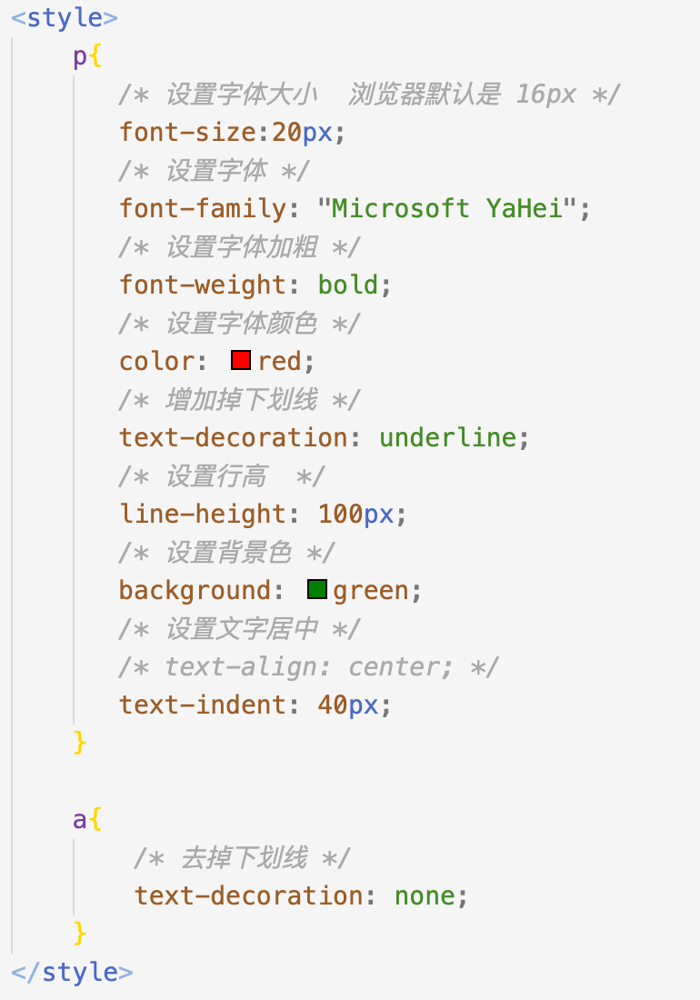 <style>
p{
/* 设置字体大小  浏览器默认是 16px */
font-size:20px;
/* 设置字体 */
font-family: "Microsoft YaHei";
/* 设置字体加粗 */
font-weight: bold;
/* 设置字体颜色 */
color: red;
/* 增加掉下划线 */
text-decoration: underline;
/* 设置行高  */
line-height: 100px;
/* 设置背景色 */
background: green;
/* 设置文字居中 */
/* text-align: center; */
text-indent: 40px;
}
a{
/* 去掉下划线 */
text-decoration: none;
}
</style>